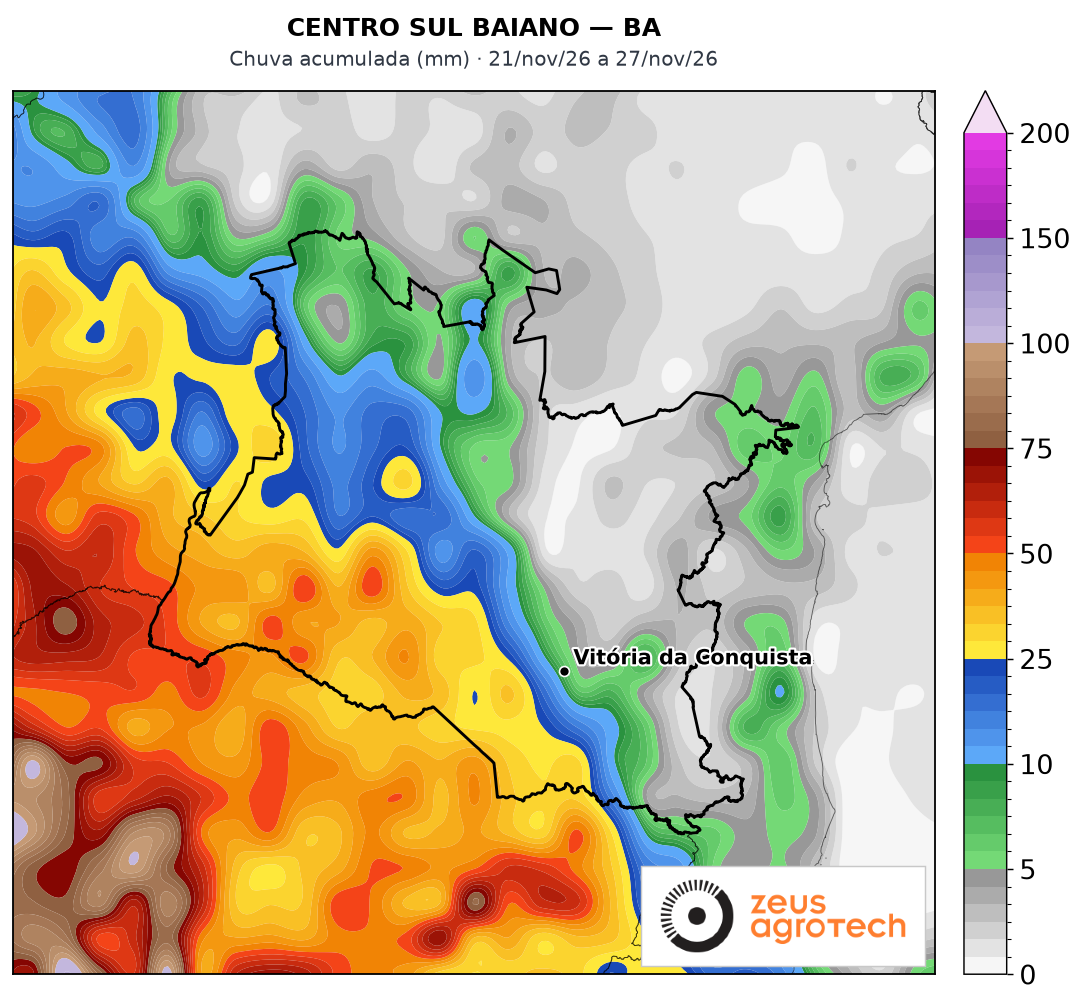 CENTRO SUL BAIANO — BA
Chuva acumulada (mm) · 21/nov/26 a 27/nov/26
200
150
100
75
50
25
10
5
0
Vitória da Conquista
zeus
agroTech